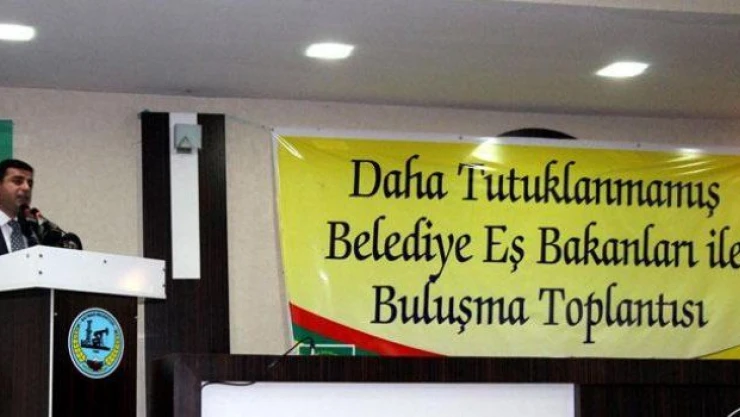 Daha Tutuklanmamış
Belediye Eş Bakanları ile
Buluşma Toplantısı